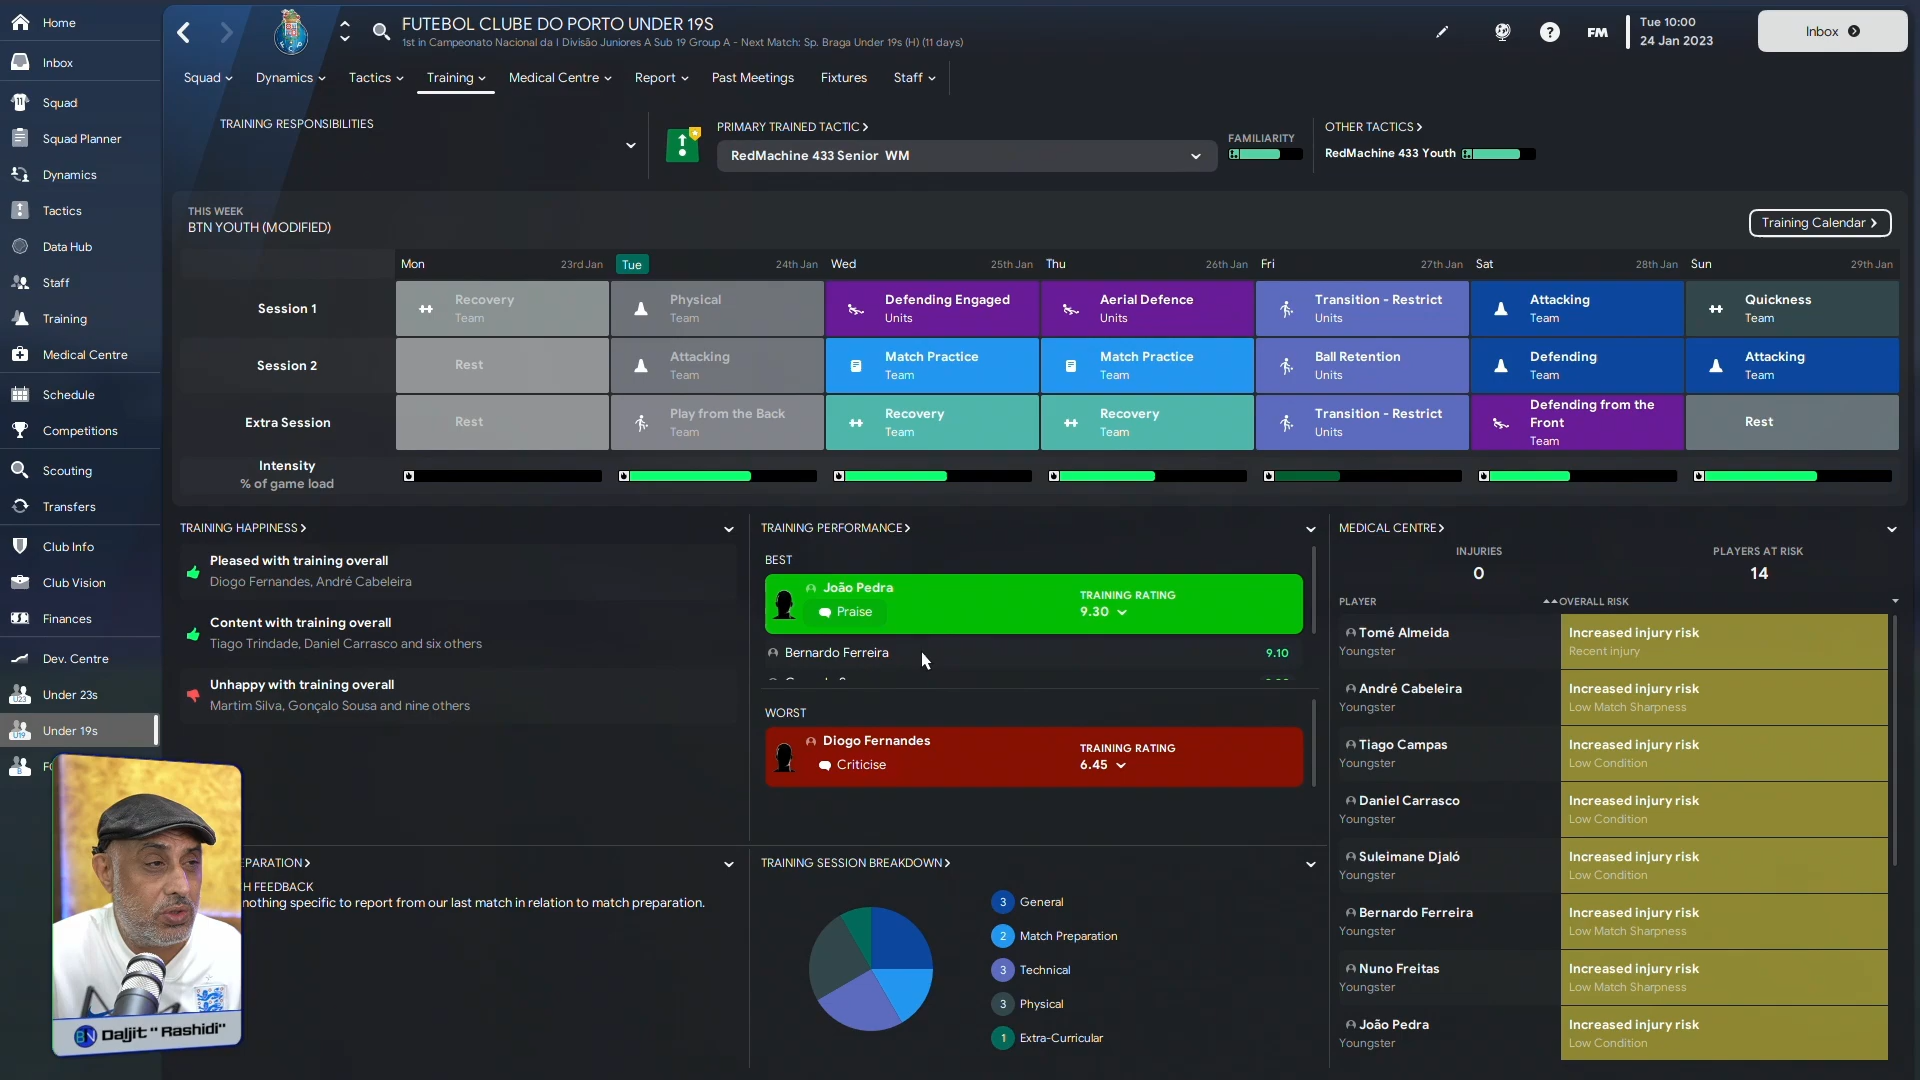 Home
Inbox
Squad
Squad Planner
Dynamics
Tactics
Data Hub
Staff
Training
Medical Centre
Schedule
Competitions
Scouting
Transfers
Club Info
Club Vision
Finances
Dev. Centre
Under 23s
Under 19s
FUTEBOL CLUBE DO PORTO UNDER 19S
1st in Campeonato Nacional da I Divisão Juniores A Sub 19 Group A - Next Match: Sp. Braga Under 19s (H) (11 days)
FM
Tue 10:00
24 Jan 2023
Inbox
Squad Dynamics Tactics Training Medical Centre Report Past Meetings Fixtures Staff
TRAINING RESPONSIBILITIES
PRIMARY TRAINED TACTIC >
RedMachine 433 Senior WM
FAMILIARITY
OTHER TACTICS >
RedMachine 433 Youth
THIS WEEK
BTN YOUTH (MODIFIED)
Training Calendar >
Mon 23rd Jan Tue 24th Jan Wed 25th Jan Thu 26th Jan Fri 27th Jan Sat 28th Jan Sun 29th Jan
Session 1
Recovery Physical Defending Engaged Aerial Defence Transition - Restrict Attacking Quickness
Team Team Units Units Units Team Team
Session 2
Rest Attacking Match Practice Match Practice Ball Retention Defending Attacking
Team Team Team Units Team Team
Extra Session
Rest Play from the Back Recovery Recovery Transition - Restrict Defending from the Front Rest
Team Team Team Units Team
Intensity
% of game load
TRAINING HAPPINESS >
Pleased with training overall
Diogo Fernandes, André Cabeleira
Content with training overall
Tiago Trindade, Daniel Carrasco and six others
Unhappy with training overall
Martim Silva, Gonçalo Sousa and nine others
TRAINING PERFORMANCE >
BEST
João Pedra
Praise
TRAINING RATING
9.30
Bernardo Ferreira 9.10
WORST
Diogo Fernandes
Criticise
TRAINING RATING
6.45
MEDICAL CENTRE >
INJURIES
0
PLAYERS AT RISK
14
PLAYER OVERALL RISK
Tomé Almeida Increased injury risk
Youngster Recent injury
André Cabeleira Increased injury risk
Youngster Low Match Sharpness
Tiago Campas Increased injury risk
Youngster Low Condition
Daniel Carrasco Increased injury risk
Youngster Low Condition
Suleimane Djaló Increased injury risk
Youngster Low Condition
Bernardo Ferreira Increased injury risk
Youngster Low Match Sharpness
Nuno Freitas Increased injury risk
Youngster Low Match Sharpness
João Pedra Increased injury risk
Youngster Low Condition
EPARATION >
H FEEDBACK
nothing specific to report from our last match in relation to match preparation.
TRAINING SESSION BREAKDOWN >
3 General
2 Match Preparation
3 Technical
3 Physical
1 Extra-Curricular
BN Daljit " Rashidi"